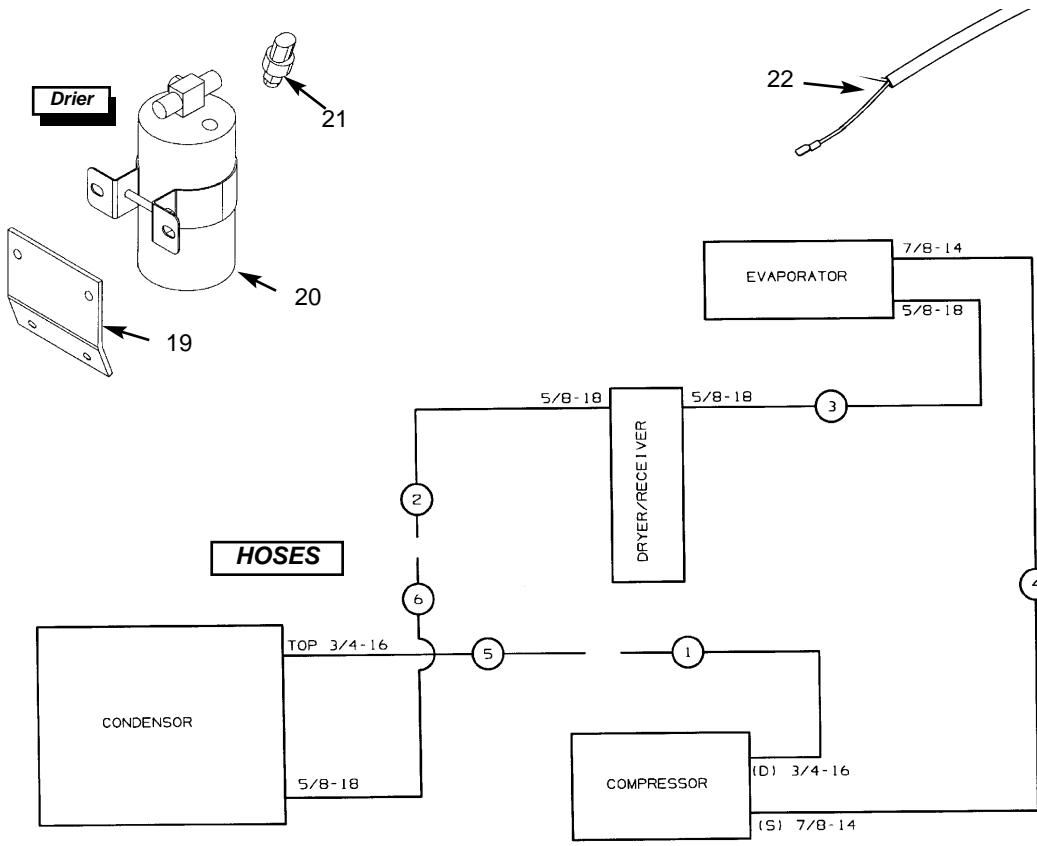 Drier
21
22
20
19
EVAPORATOR
7/8-14
5/8-18
5/8-18
5/8-18
3
DRYER/RECEIVER
2
HOSES
6
4
TOP 3/4-16
5
1
CONDENSOR
5/8-18
COMPRESSOR
(D) 3/4-16
(S) 7/8-14